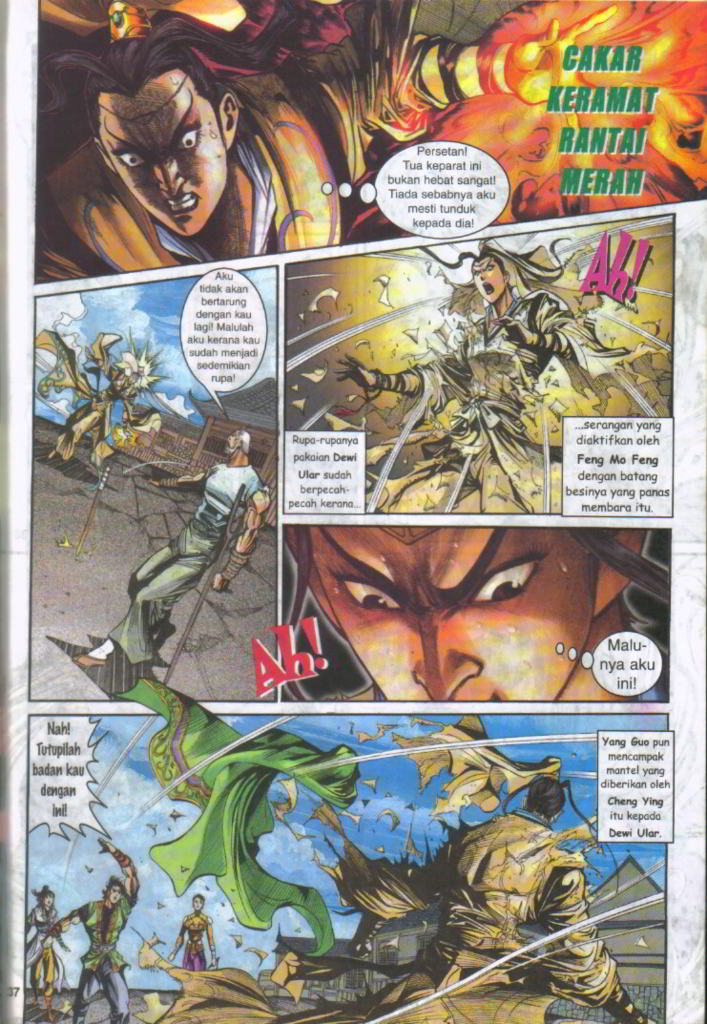 CAKAR
KERAMAT
RANTAI
MERAH
Persetan!
Tua keparat ini
bukan hebat sangat!
Tiada sebabnya aku
mesti tunduk
kepada dia!
Aku
tidak akan
bertarung
dengan kau
lagi! Malulah
aku kerana kau
sudah menjadi
sedemikian
rupa!
Ah!
Rupa-rupanya
pakaian Dewi
Ular sudah
berpecah-
pecah kerana...
...serangan yang
diaktifkan oleh
Feng Mo Feng
dengan batang
besinya yang panas
membara itu.
Ah!
Malu-
nya aku
ini!
Nah!
Tutupilah
badan kau
dengan
ini!
Yang Guo pun
mencampak
mantel yang
diberikan oleh
Cheng Ying
itu kepada
Dewi Ular.
37